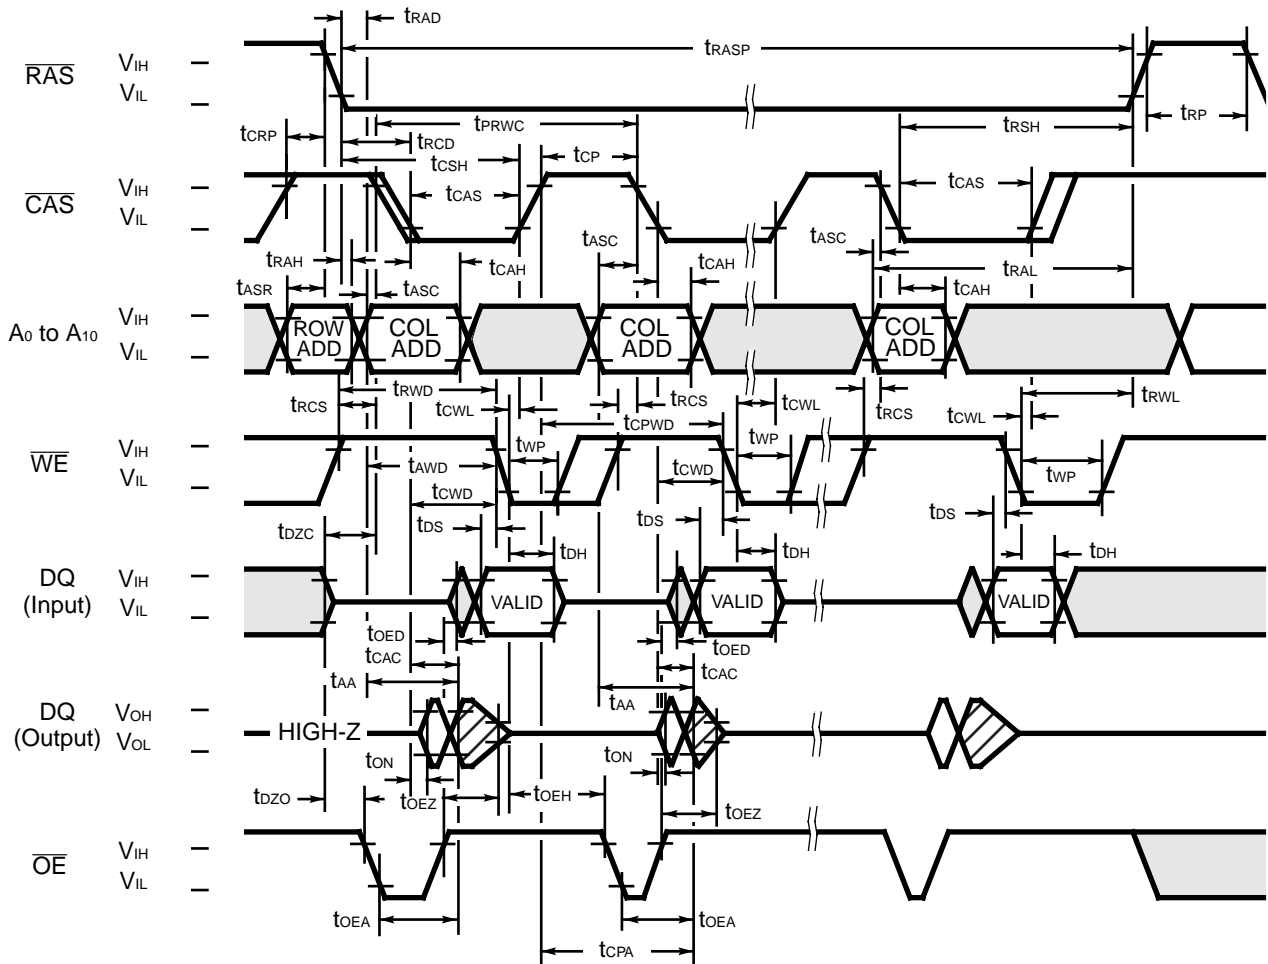 tRAD
tRASP
RAS
VIH
VIL
tCRP
tRCD
tPRWC
tRSH
tRP
tCSH
tCP
CAS
VIH
VIL
tCAS
tCAS
tRAH
tASC
tCAH
tASC
tCAH
tRAL
tASR
tASC
tCAH
A0 to A10
VIH
VIL
ROW ADD
COL ADD
COL ADD
COL ADD
tRWD
tRCS
tCWL
tRCS
tCPWD
tCWL
tRCS
tCWL
tRWL
WE
VIH
VIL
tWP
tWP
tWP
tAWD
tCWD
tCWD
tDZC
tDS
tDS
tDS
tDH
tDH
tDH
DQ
(Input)
VIH
VIL
VALID
VALID
VALID
tOED
tOED
tCAC
tCAC
tAA
tAA
DQ
(Output)
VOH
VOL
HIGH-Z
tON
tON
tDZO
tOEZ
tOEH
tOEZ
OE
VIH
VIL
tOEA
tOEA
tCPA